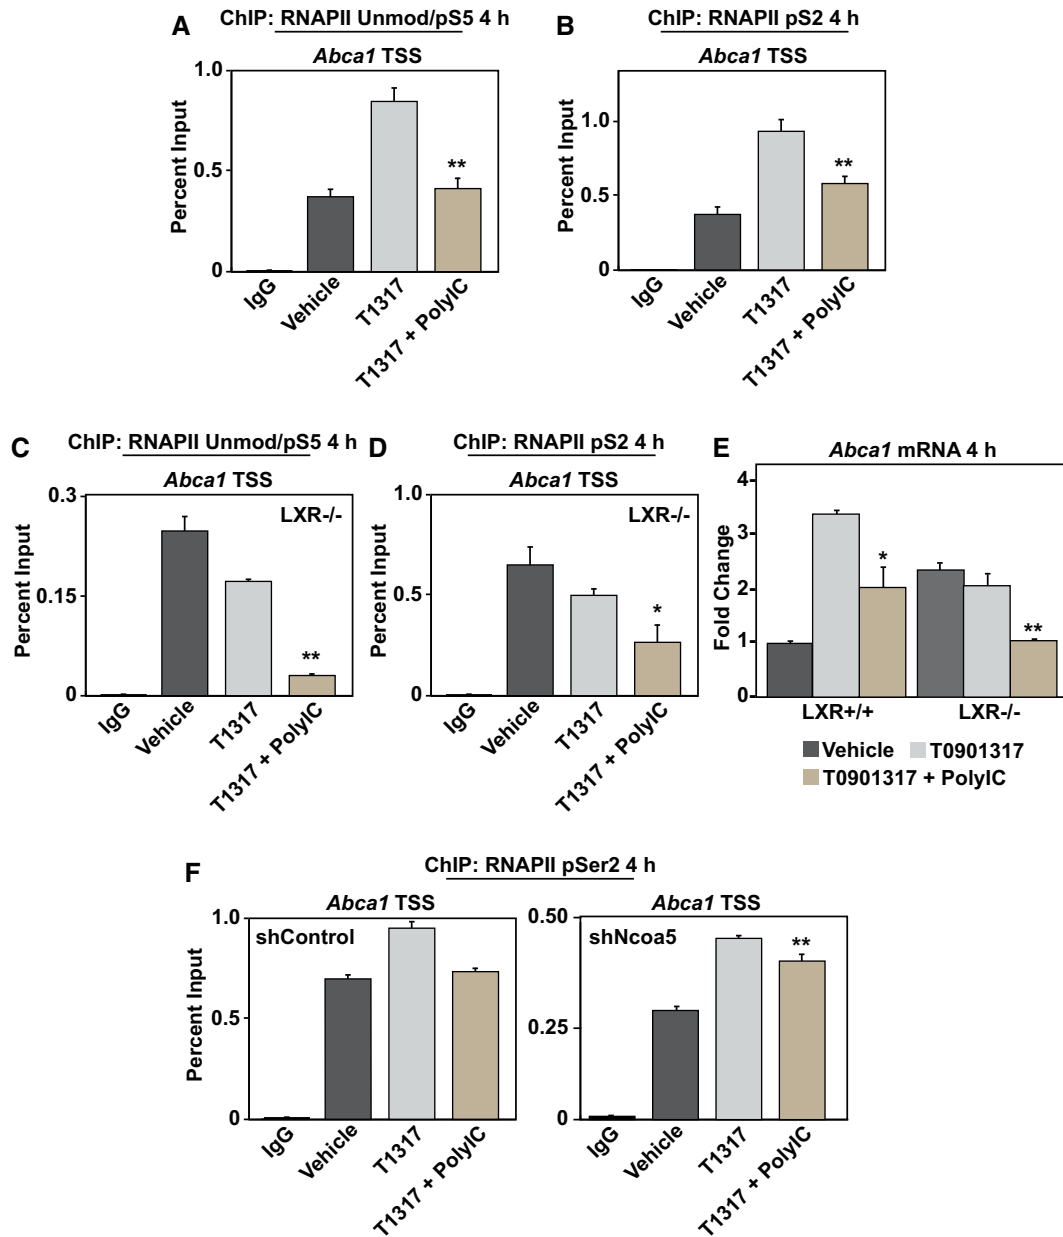 A
ChIP: RNAPII Unmod/pS5 4 h
Abca1 TSS
Percent Input
1.0
0.5
0
**
IgG
Vehicle
T1317
T1317 + PolyIC
B
ChIP: RNAPII pS2 4 h
Abca1 TSS
Percent Input
1.0
0.5
0
**
IgG
Vehicle
T1317
T1317 + PolyIC
C
ChIP: RNAPII Unmod/pS5 4 h
Abca1 TSS
LXR-/-
Percent Input
0.3
0.15
0
**
IgG
Vehicle
T1317
T1317 + PolyIC
D
ChIP: RNAPII pS2 4 h
Abca1 TSS
LXR-/-
Percent Input
1.0
0.5
0
*
IgG
Vehicle
T1317
T1317 + PolyIC
E
Abca1 mRNA 4 h
Fold Change
4
3
2
1
0
*
**
LXR+/+
LXR-/-
Vehicle
T0901317
T0901317 + PolyIC
F
ChIP: RNAPII pSer2 4 h
Abca1 TSS
shControl
Percent Input
1.0
0.5
0
IgG
Vehicle
T1317
T1317 + PolyIC
Abca1 TSS
shNcoa5
0.50
0.25
0
**
IgG
Vehicle
T1317
T1317 + PolyIC